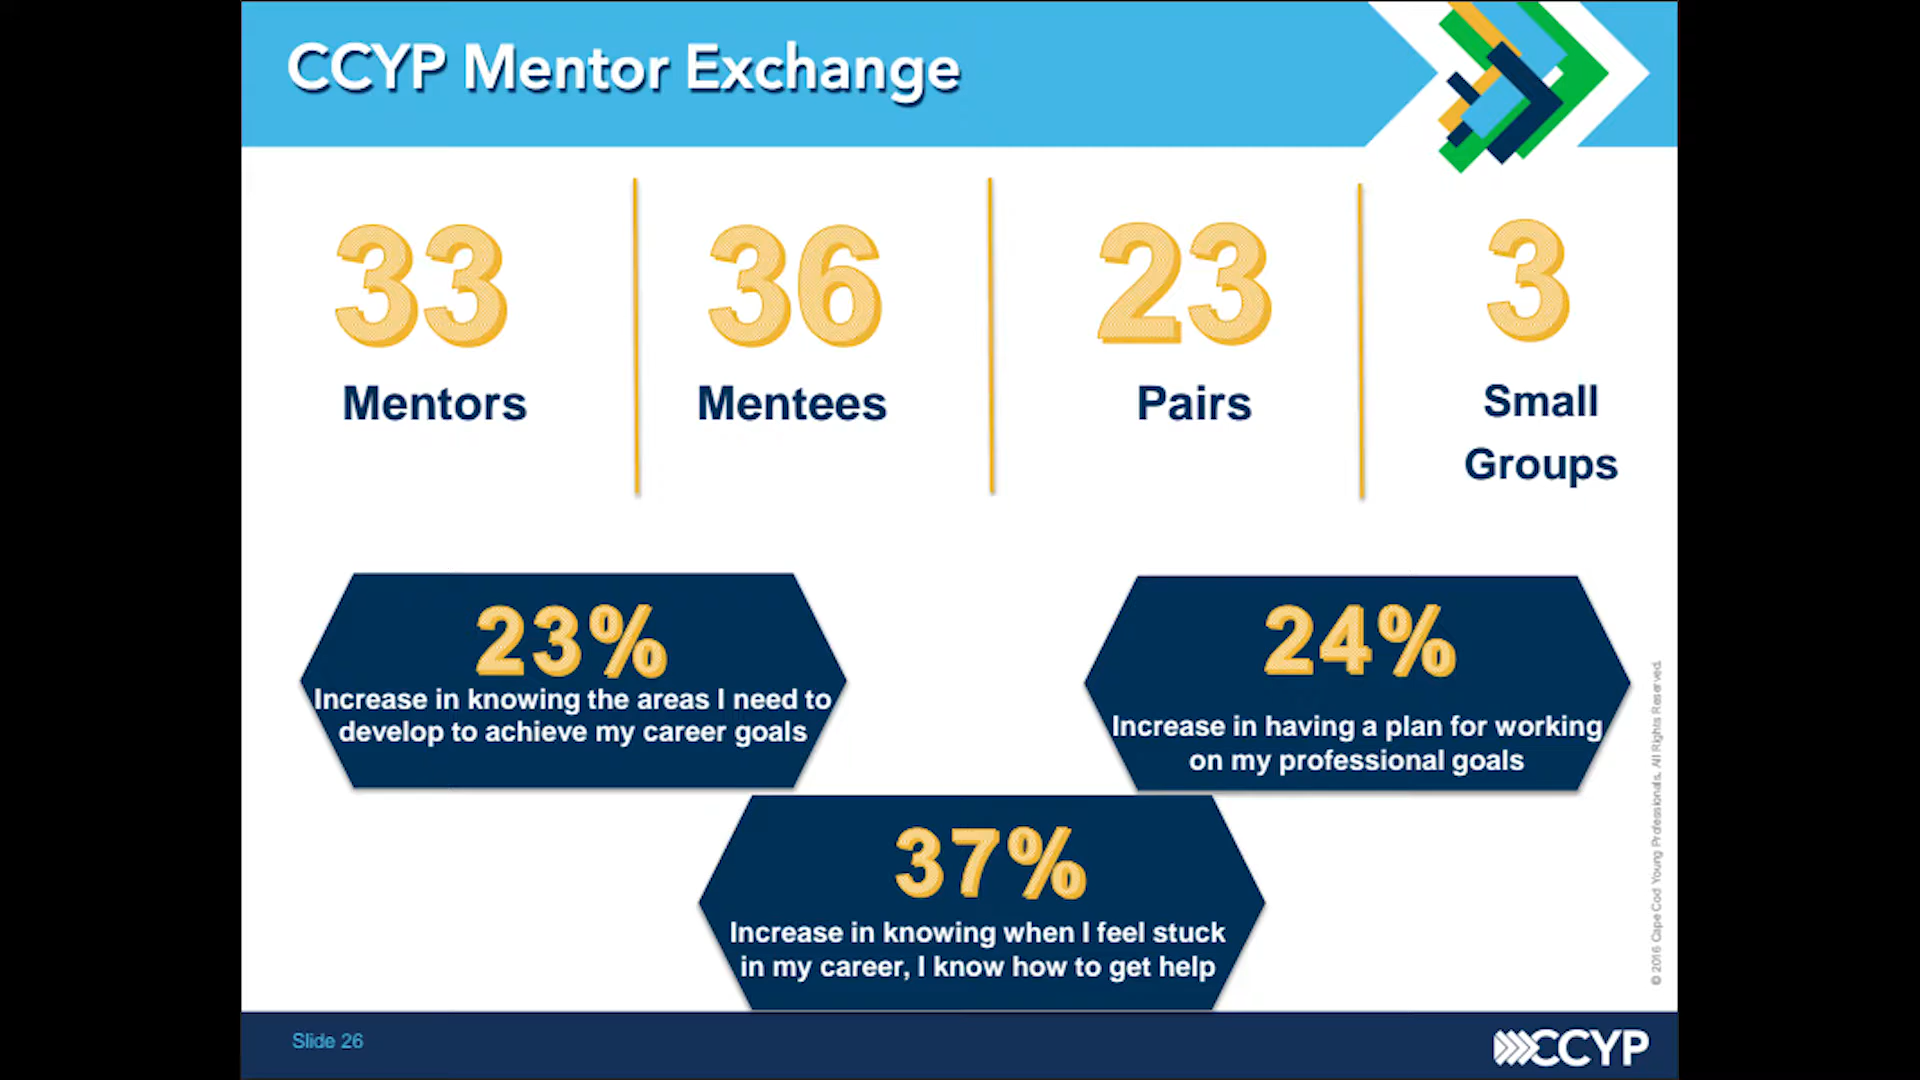 CCYP Mentor Exchange
33
Mentors
36
Mentees
23
Pairs
3
Small
Groups
23%
Increase in knowing the areas I need to
develop to achieve my career goals
24%
Increase in having a plan for working
on my professional goals
37%
Increase in knowing when I feel stuck
in my career, I know how to get help
© 2016 Cape Cod Young Professionals. All Rights Reserved.
Slide 26
CCYP